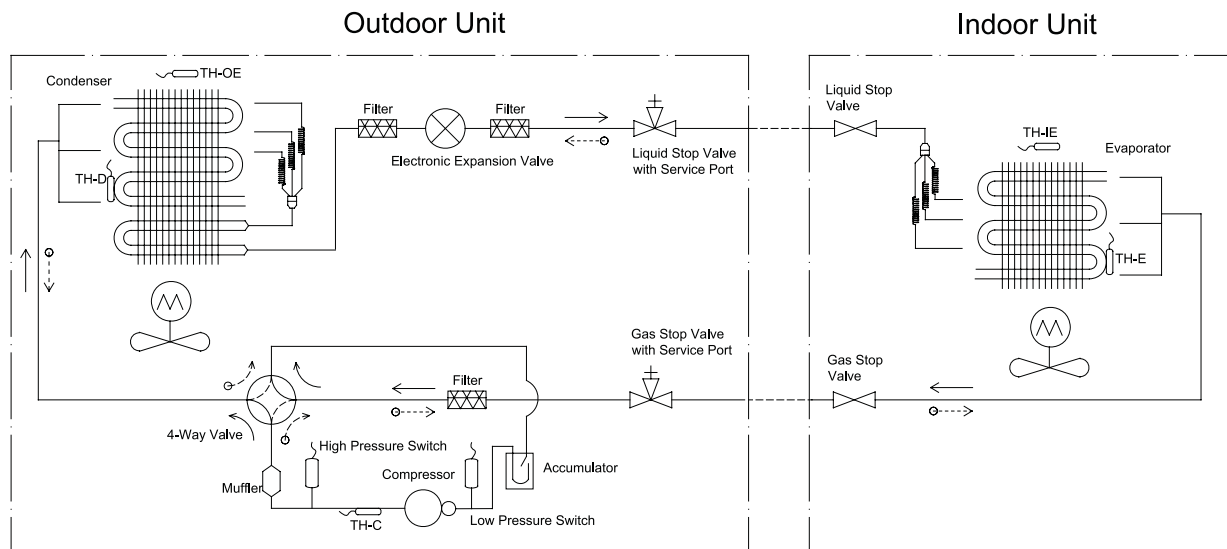 Outdoor Unit
Indoor Unit
Condenser
TH-OE
TH-D
Filter
Electronic Expansion Valve
Filter
Liquid Stop Valve
with Service Port
Liquid Stop
Valve
TH-IE
Evaporator
TH-E
4-Way Valve
Filter
Gas Stop Valve
with Service Port
Gas Stop
Valve
High Pressure Switch
Muffler
Compressor
Accumulator
TH-C
Low Pressure Switch